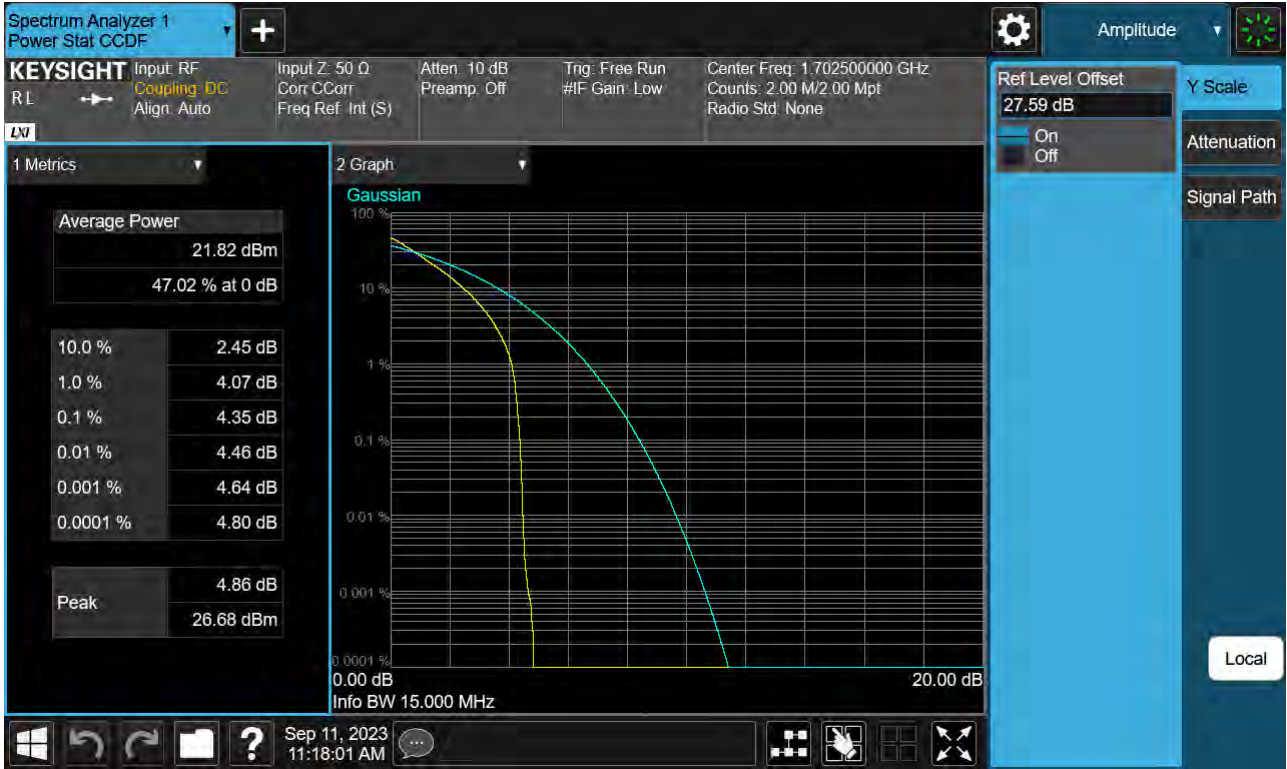 Spectrum Analyzer 1
Power Stat CCDF
+
Amplitude
KEYSIGHT
R L
LXI
Input: RF
Coupling: DC
Align: Auto
Input Z: 50 Ω
Corr CCorr
Freq Ref: Int (S)
Atten: 10 dB
Preamp: Off
Trig: Free Run
#IF Gain: Low
Center Freq: 1.702500000 GHz
Counts: 2.00 M/2.00 Mpt
Radio Std: None
Ref Level Offset
27.59 dB
On
Off
Y Scale
Attenuation
Signal Path
1 Metrics
Average Power
21.82 dBm
47.02 % at 0 dB
10.0 % 2.45 dB
1.0 % 4.07 dB
0.1 % 4.35 dB
0.01 % 4.46 dB
0.001 % 4.64 dB
0.0001 % 4.80 dB
Peak
4.86 dB
26.68 dBm
2 Graph
Gaussian
100 %
10 %
1 %
0.1 %
0.01 %
0.001 %
0.0001 %
0.00 dB 20.00 dB
Info BW 15.000 MHz
Local
?
Sep 11, 2023
11:18:01 AM